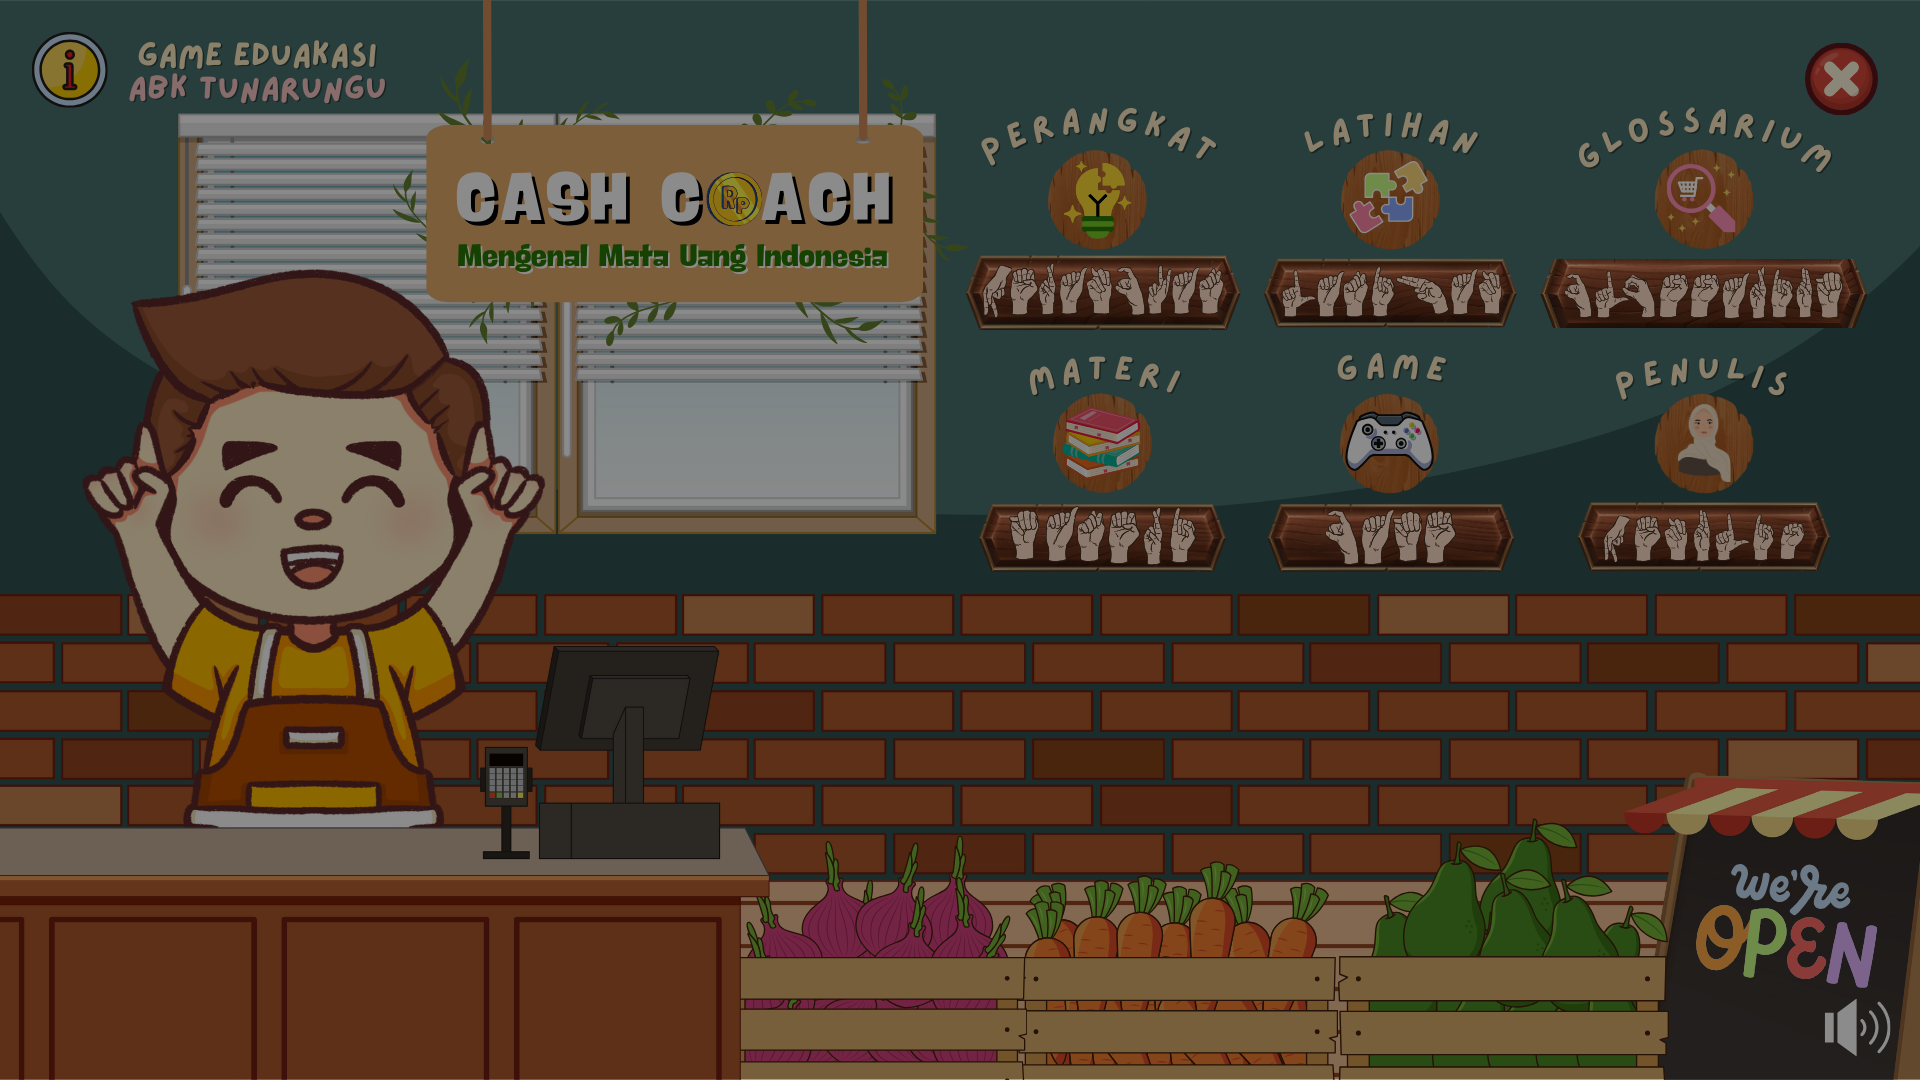 GAME EDUAKASI
ABK TUNARUNGU
CASH COACH
Rp
Mengenal Mata Uang Indonesia
PERANGKAT
LATIHAN
GLOSSARIUM
MATERI
GAME
PENULIS
we're
OPEN